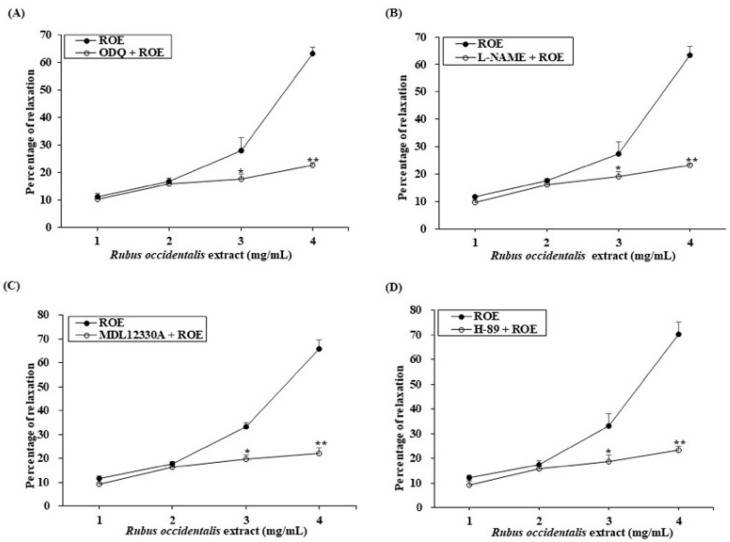 (A)
ROE
ODQ + ROE
Percentage of relaxation
70
60
50
40
30
20
10
0
*
**
1 2 3 4
Rubus occidentalis extract (mg/mL)
(B)
ROE
L-NAME + ROE
Percentage of relaxation
70
60
50
40
30
20
10
0
*
**
1 2 3 4
Rubus occidentalis extract (mg/mL)
(C)
ROE
MDL12330A + ROE
Percentage of relaxation
80
70
60
50
40
30
20
10
0
*
**
1 2 3 4
Rubus occidentalis extract (mg/mL)
(D)
ROE
H-89 + ROE
Percentage of relaxation
80
70
60
50
40
30
20
10
0
*
**
1 2 3 4
Rubus occidentalis extract (mg/mL)